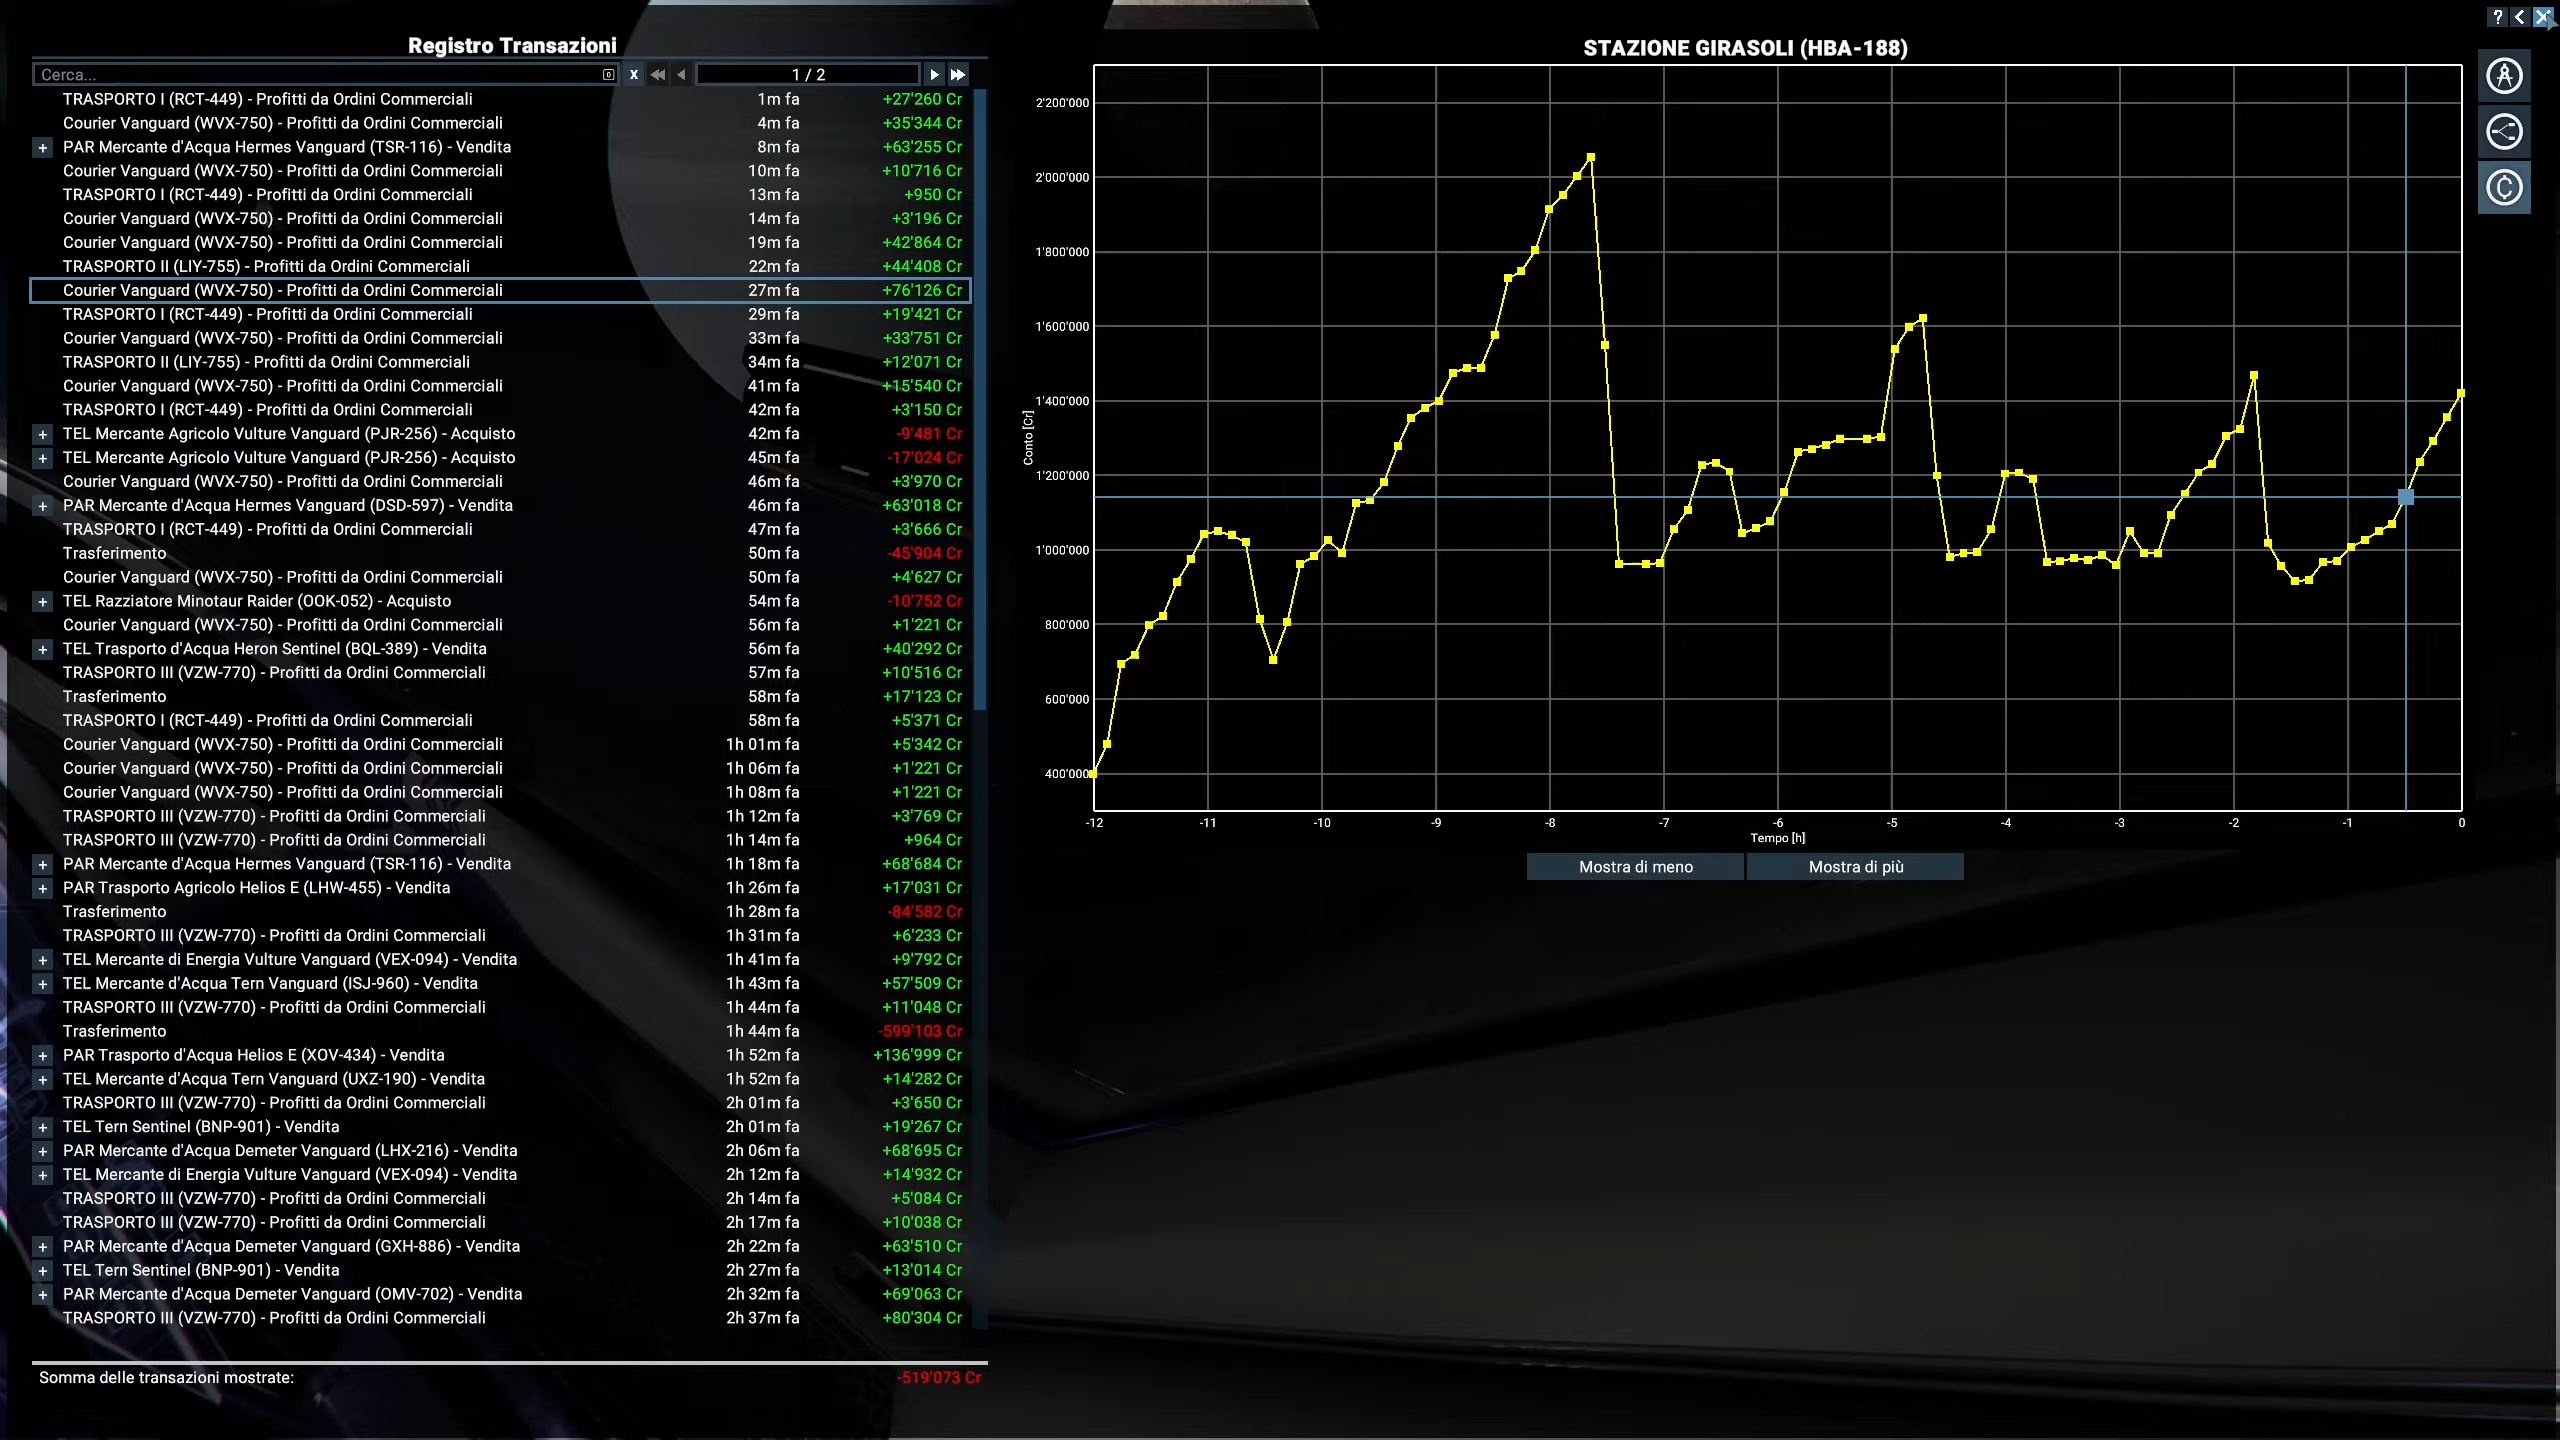 Registro Transazioni
Cerca...
x
1 / 2
TRASPORTO I (RCT-449) - Profitti da Ordini Commerciali 1m fa +27'260 Cr
Courier Vanguard (WVX-750) - Profitti da Ordini Commerciali 4m fa +35'344 Cr
+ PAR Mercante d'Acqua Hermes Vanguard (TSR-116) - Vendita 8m fa +63'255 Cr
Courier Vanguard (WVX-750) - Profitti da Ordini Commerciali 10m fa +10'716 Cr
TRASPORTO I (RCT-449) - Profitti da Ordini Commerciali 13m fa +950 Cr
Courier Vanguard (WVX-750) - Profitti da Ordini Commerciali 14m fa +3'196 Cr
Courier Vanguard (WVX-750) - Profitti da Ordini Commerciali 19m fa +42'864 Cr
TRASPORTO II (LIY-755) - Profitti da Ordini Commerciali 22m fa +44'408 Cr
Courier Vanguard (WVX-750) - Profitti da Ordini Commerciali 27m fa +76'126 Cr
TRASPORTO I (RCT-449) - Profitti da Ordini Commerciali 29m fa +19'421 Cr
Courier Vanguard (WVX-750) - Profitti da Ordini Commerciali 33m fa +33'751 Cr
TRASPORTO II (LIY-755) - Profitti da Ordini Commerciali 34m fa +12'071 Cr
Courier Vanguard (WVX-750) - Profitti da Ordini Commerciali 41m fa +15'540 Cr
TRASPORTO I (RCT-449) - Profitti da Ordini Commerciali 42m fa +3'150 Cr
+ TEL Mercante Agricolo Vulture Vanguard (PJR-256) - Acquisto 42m fa -9'481 Cr
+ TEL Mercante Agricolo Vulture Vanguard (PJR-256) - Acquisto 45m fa -17'024 Cr
Courier Vanguard (WVX-750) - Profitti da Ordini Commerciali 46m fa +3'970 Cr
+ PAR Mercante d'Acqua Hermes Vanguard (DSD-597) - Vendita 46m fa +63'018 Cr
TRASPORTO I (RCT-449) - Profitti da Ordini Commerciali 47m fa +3'666 Cr
Trasferimento 50m fa -45'904 Cr
Courier Vanguard (WVX-750) - Profitti da Ordini Commerciali 50m fa +4'627 Cr
+ TEL Razziatore Minotaur Raider (OOK-052) - Acquisto 54m fa -10'752 Cr
Courier Vanguard (WVX-750) - Profitti da Ordini Commerciali 56m fa +1'221 Cr
+ TEL Trasporto d'Acqua Heron Sentinel (BQL-389) - Vendita 56m fa +40'292 Cr
TRASPORTO III (VZW-770) - Profitti da Ordini Commerciali 57m fa +10'516 Cr
Trasferimento 58m fa +17'123 Cr
TRASPORTO I (RCT-449) - Profitti da Ordini Commerciali 58m fa +5'371 Cr
Courier Vanguard (WVX-750) - Profitti da Ordini Commerciali 1h 01m fa +5'342 Cr
Courier Vanguard (WVX-750) - Profitti da Ordini Commerciali 1h 06m fa +1'221 Cr
Courier Vanguard (WVX-750) - Profitti da Ordini Commerciali 1h 08m fa +1'221 Cr
TRASPORTO III (VZW-770) - Profitti da Ordini Commerciali 1h 12m fa +3'769 Cr
TRASPORTO III (VZW-770) - Profitti da Ordini Commerciali 1h 14m fa +964 Cr
+ PAR Mercante d'Acqua Hermes Vanguard (TSR-116) - Vendita 1h 18m fa +68'684 Cr
+ PAR Trasporto Agricolo Helios E (LHW-455) - Vendita 1h 26m fa +17'031 Cr
Trasferimento 1h 28m fa -84'582 Cr
TRASPORTO III (VZW-770) - Profitti da Ordini Commerciali 1h 31m fa +6'233 Cr
+ TEL Mercante di Energia Vulture Vanguard (VEX-094) - Vendita 1h 41m fa +9'792 Cr
+ TEL Mercante d'Acqua Tern Vanguard (ISJ-960) - Vendita 1h 43m fa +57'509 Cr
TRASPORTO III (VZW-770) - Profitti da Ordini Commerciali 1h 44m fa +11'048 Cr
Trasferimento 1h 44m fa -599'103 Cr
+ PAR Trasporto d'Acqua Helios E (XOV-434) - Vendita 1h 52m fa +136'999 Cr
+ TEL Mercante d'Acqua Tern Vanguard (UXZ-190) - Vendita 1h 52m fa +14'282 Cr
TRASPORTO III (VZW-770) - Profitti da Ordini Commerciali 2h 01m fa +3'650 Cr
+ TEL Tern Sentinel (BNP-901) - Vendita 2h 01m fa +19'267 Cr
+ PAR Mercante d'Acqua Demeter Vanguard (LHX-216) - Vendita 2h 06m fa +68'695 Cr
+ TEL Mercante di Energia Vulture Vanguard (VEX-094) - Vendita 2h 12m fa +14'932 Cr
TRASPORTO III (VZW-770) - Profitti da Ordini Commerciali 2h 14m fa +5'084 Cr
TRASPORTO III (VZW-770) - Profitti da Ordini Commerciali 2h 17m fa +10'038 Cr
+ PAR Mercante d'Acqua Demeter Vanguard (GXH-886) - Vendita 2h 22m fa +63'510 Cr
+ TEL Tern Sentinel (BNP-901) - Vendita 2h 27m fa +13'014 Cr
+ PAR Mercante d'Acqua Demeter Vanguard (OMV-702) - Vendita 2h 32m fa +69'063 Cr
TRASPORTO III (VZW-770) - Profitti da Ordini Commerciali 2h 37m fa +80'304 Cr
Somma delle transazioni mostrate: -519'073 Cr
STAZIONE GIRASOLI (HBA-188)
Conto [Cr]
2'200'000
2'000'000
1'800'000
1'600'000
1'400'000
1'200'000
1'000'000
800'000
600'000
400'000
-12 -11 -10 -9 -8 -7 -6 -5 -4 -3 -2 -1 0
Tempo [h]
Mostra di meno
Mostra di più
?